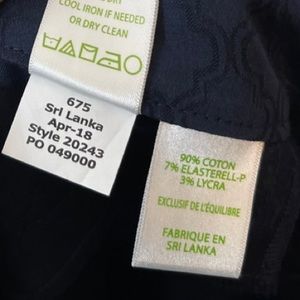 COOL IRON IF NEEDED
OR DRY CLEAN
675
Sri Lanka
Apr-18
Style 20243
PO 049000
90% COTON
7% ELASTERELL-P
3% LYCRA
EXCLUSIF DE L'ÉQUILIBRE
FABRIQUE EN
SRI LANKA